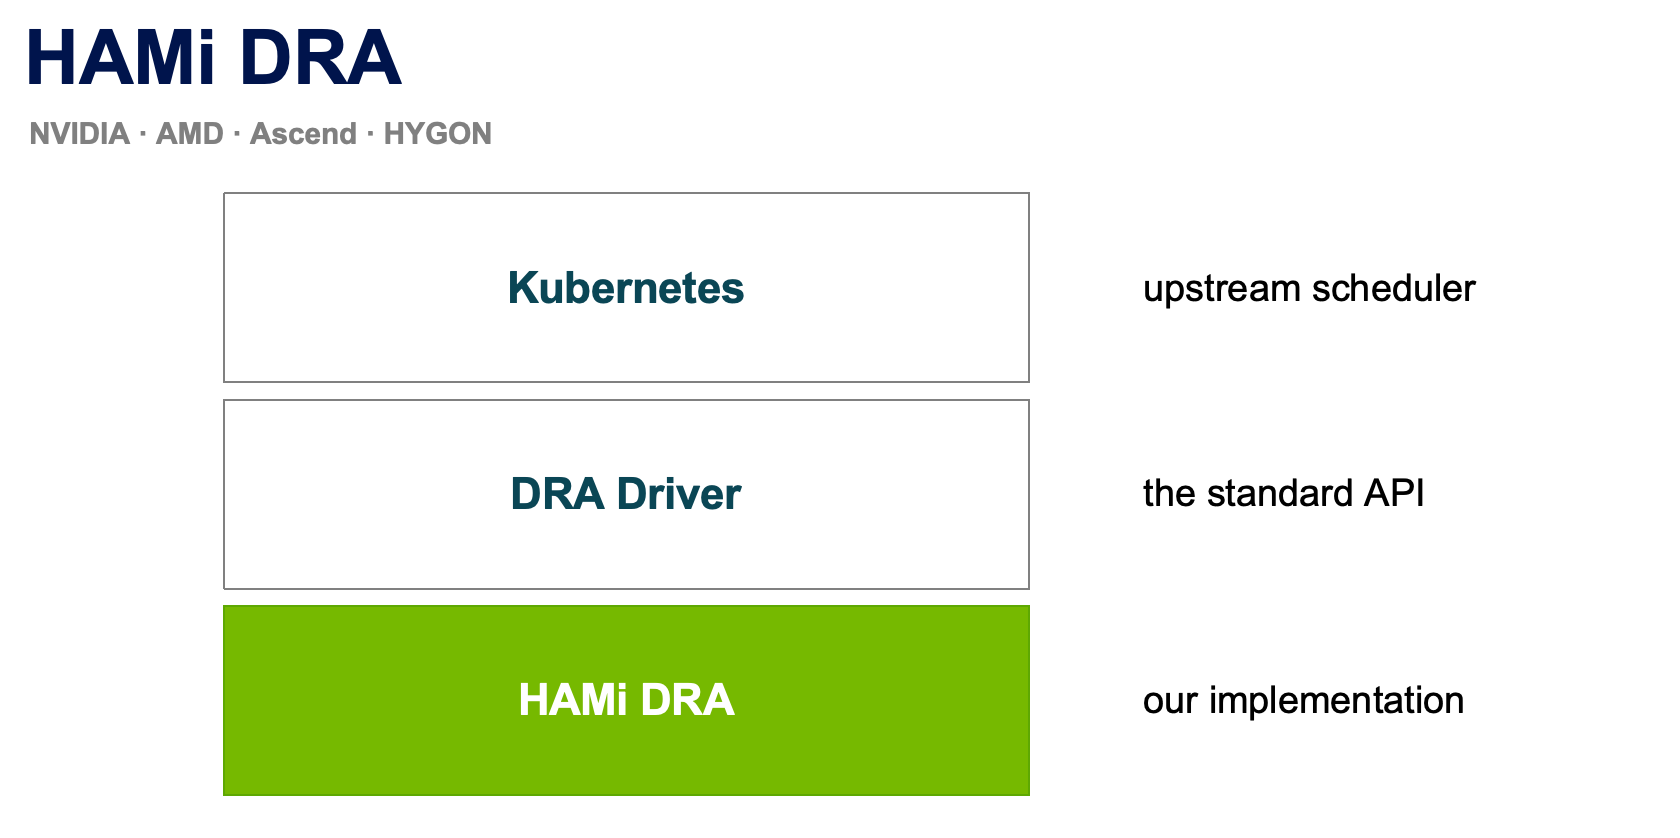 HAMi DRA
NVIDIA · AMD · Ascend · HYGON
Kubernetes
upstream scheduler
DRA Driver
the standard API
HAMi DRA
our implementation